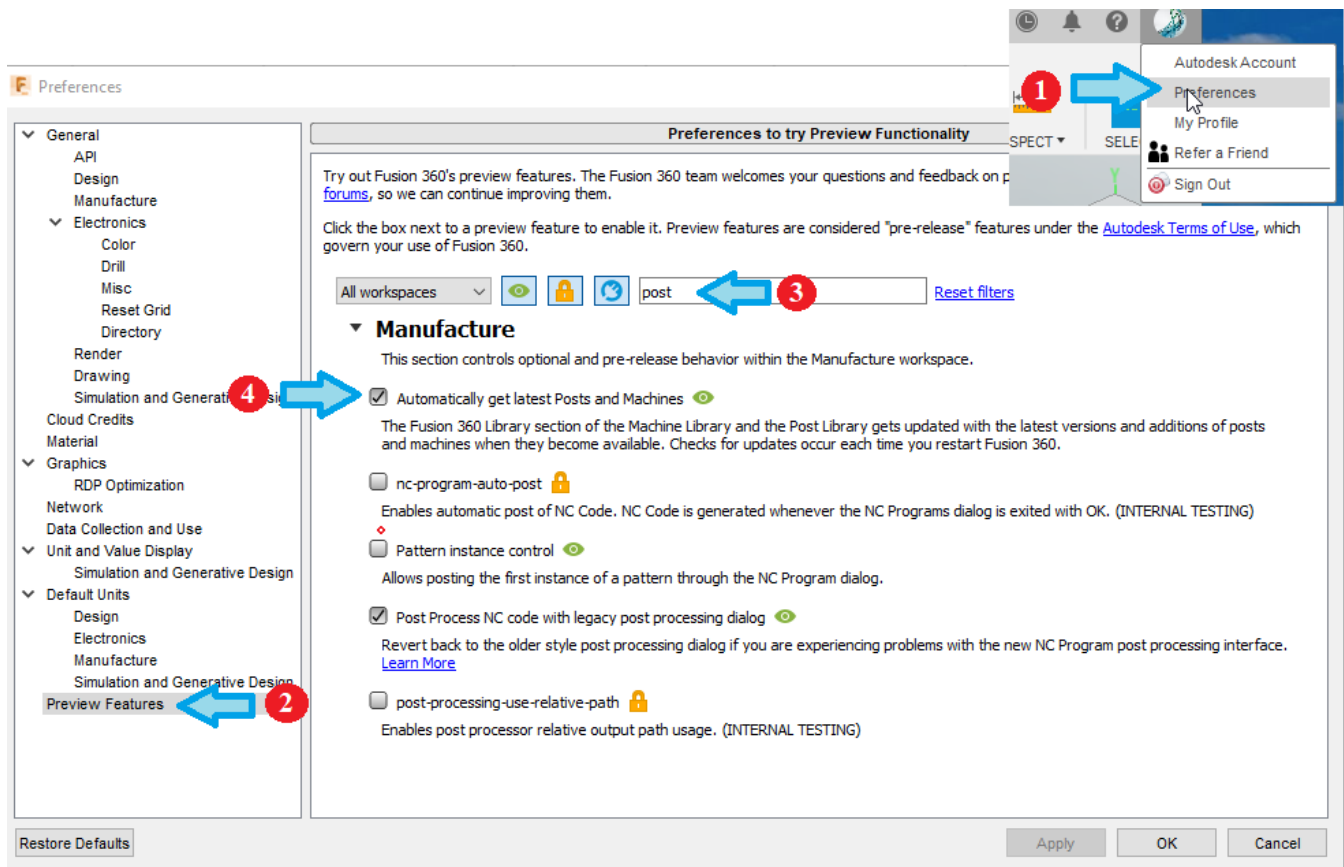 Preferences
General
API
Design
Manufacture
Electronics
Color
Drill
Misc
Reset Grid
Directory
Render
Drawing
Simulation and Generati
4
Cloud Credits
Material
Graphics
RDP Optimization
Network
Data Collection and Use
Unit and Value Display
Simulation and Generative Design
Default Units
Design
Electronics
Manufacture
Simulation and Generative Design
Preview Features
2
Preferences to try Preview Functionality
Try out Fusion 360's preview features. The Fusion 360 team welcomes your questions and feedback on
forums, so we can continue improving them.
Click the box next to a preview feature to enable it. Preview features are considered "pre-release" features under the Autodesk Terms of Use, which
govern your use of Fusion 360.
All workspaces
post
3
Reset filters
Manufacture
This section controls optional and pre-release behavior within the Manufacture workspace.
Automatically get latest Posts and Machines
The Fusion 360 Library section of the Machine Library and the Post Library gets updated with the latest versions and additions of posts
and machines when they become available. Checks for updates occur each time you restart Fusion 360.
nc-program-auto-post
Enables automatic post of NC Code. NC Code is generated whenever the NC Programs dialog is exited with OK. (INTERNAL TESTING)
Pattern instance control
Allows posting the first instance of a pattern through the NC Program dialog.
Post Process NC code with legacy post processing dialog
Revert back to the older style post processing dialog if you are experiencing problems with the new NC Program post processing interface.
Learn More
post-processing-use-relative-path
Enables post processor relative output path usage. (INTERNAL TESTING)
Restore Defaults
Apply
OK
Cancel
1
SPECT
SELE
Autodesk Account
Preferences
My Profile
Refer a Friend
Sign Out